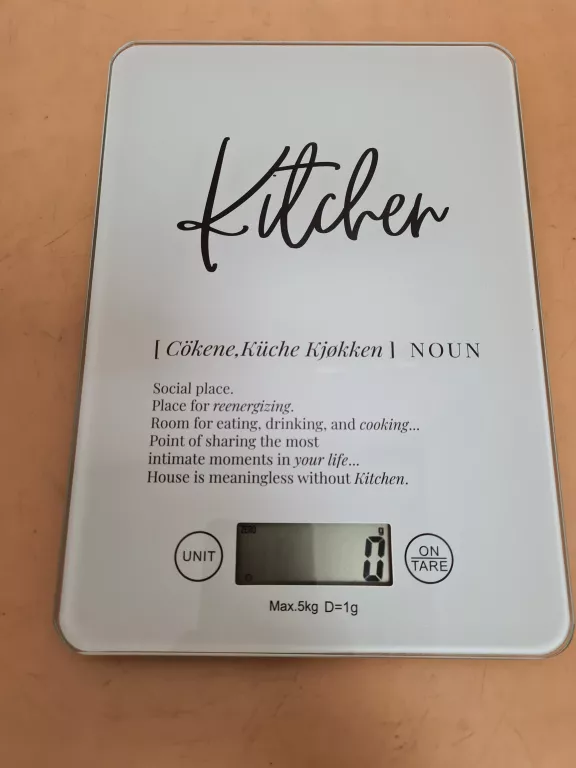 Kitchen
[ Cökene,Küche Kjøkken ] NOUN
Social place.
Place for reenergizing.
Room for eating, drinking, and cooking...
Point of sharing the most
intimate moments in your life...
House is meaningless without Kitchen.
UNIT
ZERO
g
0
ON
TARE
Max.5kg D=1g